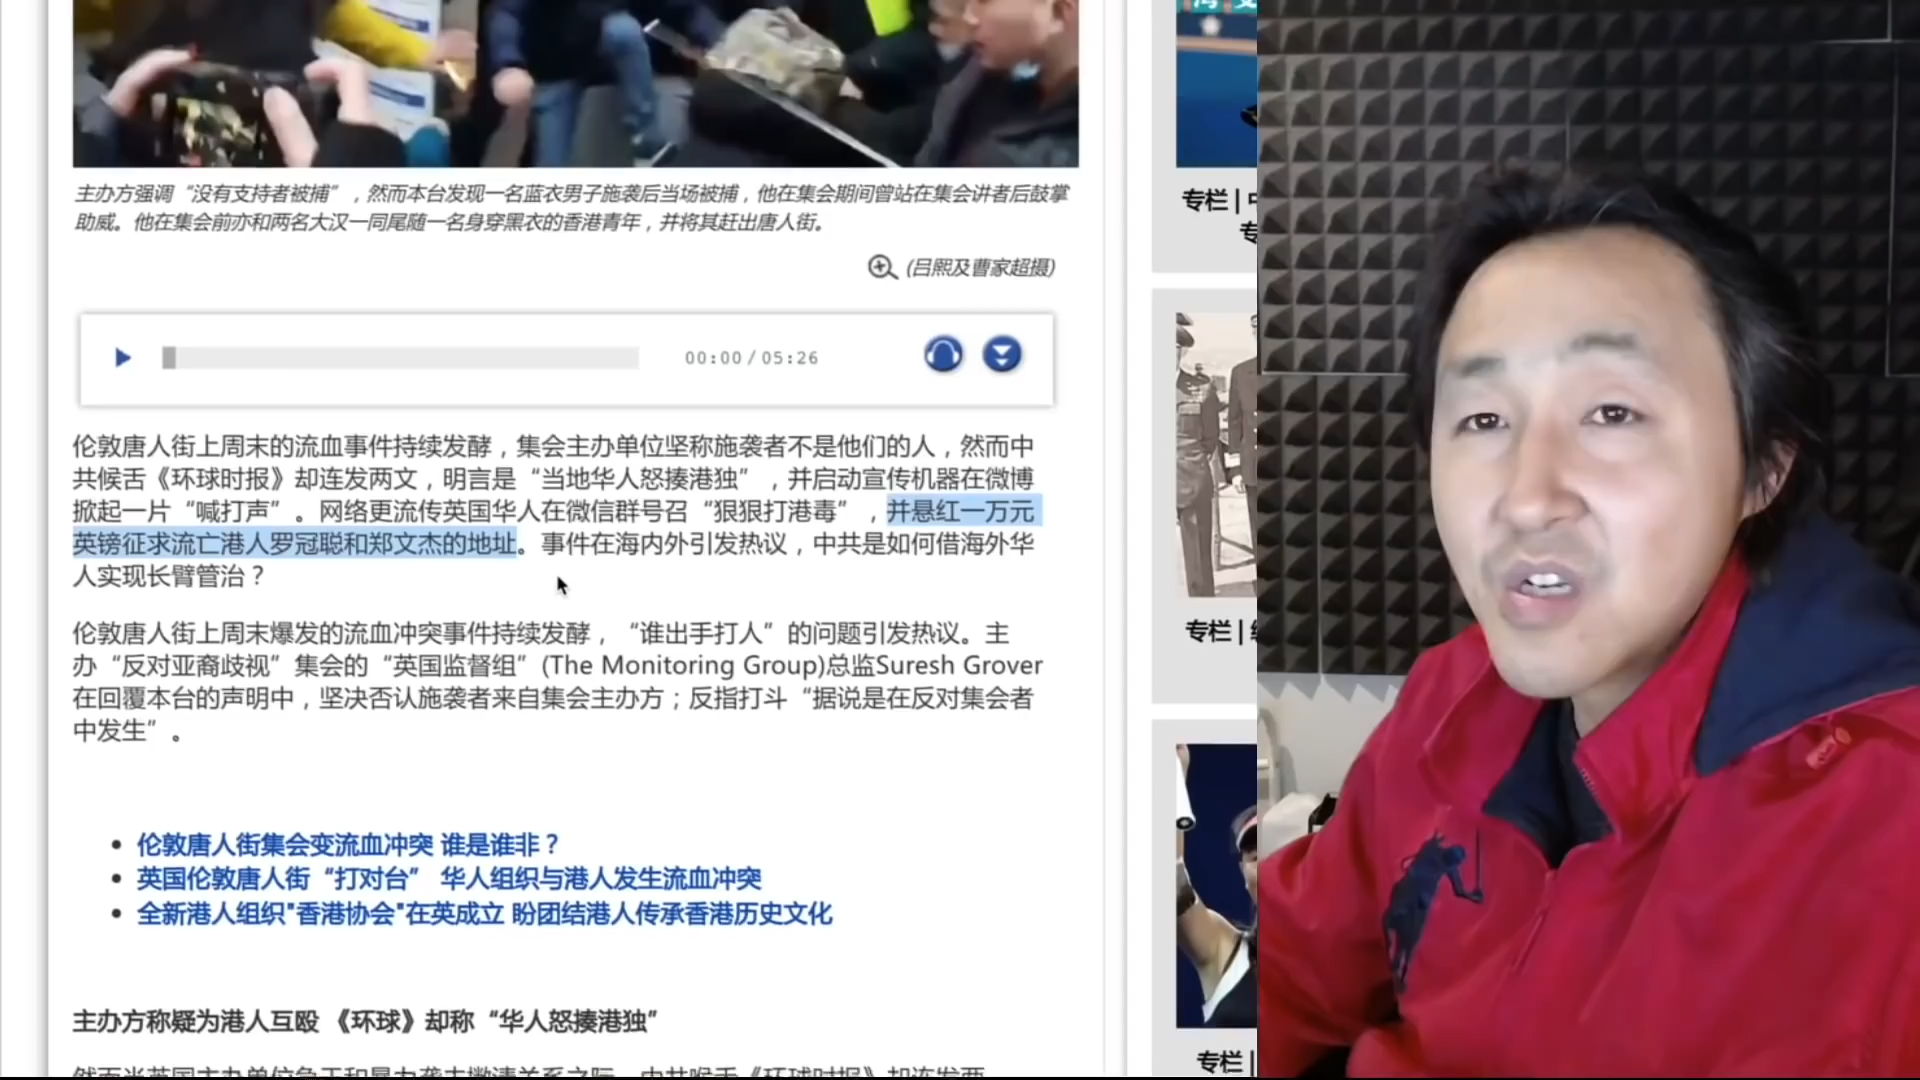 主办方强调“没有支持者被捕”，然而本台发现一名蓝衣男子施袭后当场被捕，他在集会期间曾站在集会讲者后鼓掌
助威。他在集会前亦和两名大汉一同尾随一名身穿黑衣的香港青年，并将其赶出唐人街。
(吕熙及曹家超摄)
00:00 / 05:26
伦敦唐人街上周末的流血事件持续发酵，集会主办单位坚称施袭者不是他们的人，然而中
共候舌《环球时报》却连发两文，明言是“当地华人怒揍港独”，并启动宣传机器在微博
掀起一片“喊打声”。网络更流传英国华人在微信群号召“狠狠打港毒”，并悬红一万元
英镑征求流亡港人罗冠聪和郑文杰的地址。事件在海内外引发热议，中共是如何借海外华
人实现长臂管治？
伦敦唐人街上周末爆发的流血冲突事件持续发酵，“谁出手打人”的问题引发热议。主
办“反对亚裔歧视”集会的“英国监督组”(The Monitoring Group)总监Suresh Grover
在回覆本台的声明中，坚决否认施袭者来自集会主办方；反指打斗“据说是在反对集会者
中发生”。
伦敦唐人街集会变流血冲突 谁是谁非？
英国伦敦唐人街“打对台” 华人组织与港人发生流血冲突
全新港人组织"香港协会"在英成立 盼团结港人传承香港历史文化
主办方称疑为港人互殴 《环球》却称“华人怒揍港独”
专栏 |
专
专栏 |
专栏 |